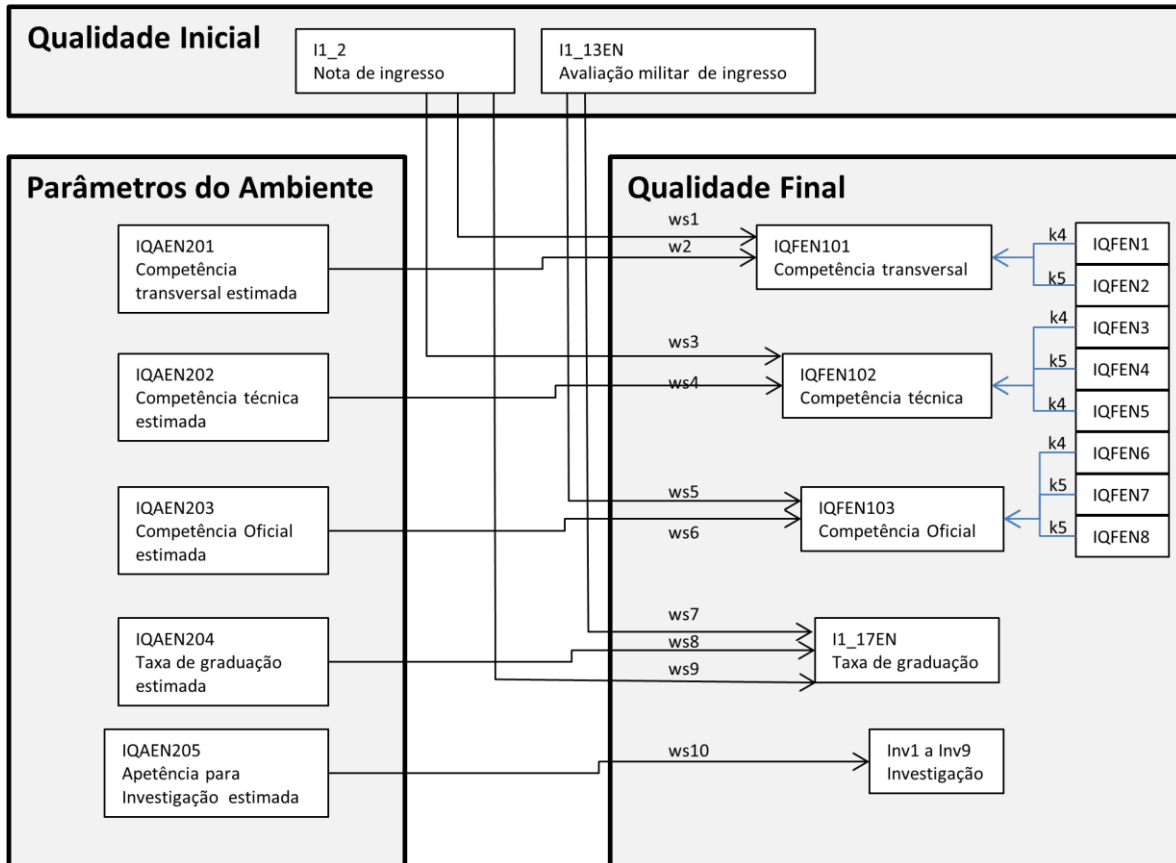 Qualidade Inicial
I1_2
Nota de ingresso
I1_13EN
Avaliação militar de ingresso
Parâmetros do Ambiente
IQAEN201
Competência
transversal estimada
IQAEN202
Competência técnica
estimada
IQAEN203
Competência Oficial
estimada
IQAEN204
Taxa de graduação
estimada
IQAEN205
Apetência para
Investigação estimada
ws1
w2
ws3
ws4
ws5
ws6
ws7
ws8
ws9
ws10
Qualidade Final
IQFEN101
Competência transversal
IQFEN102
Competência técnica
IQFEN103
Competência Oficial
I1_17EN
Taxa de graduação
Inv1 a Inv9
Investigação
k4
IQFEN1
k5
IQFEN2
k4
IQFEN3
k5
IQFEN4
k4
IQFEN5
k4
IQFEN6
k5
IQFEN7
k5
IQFEN8